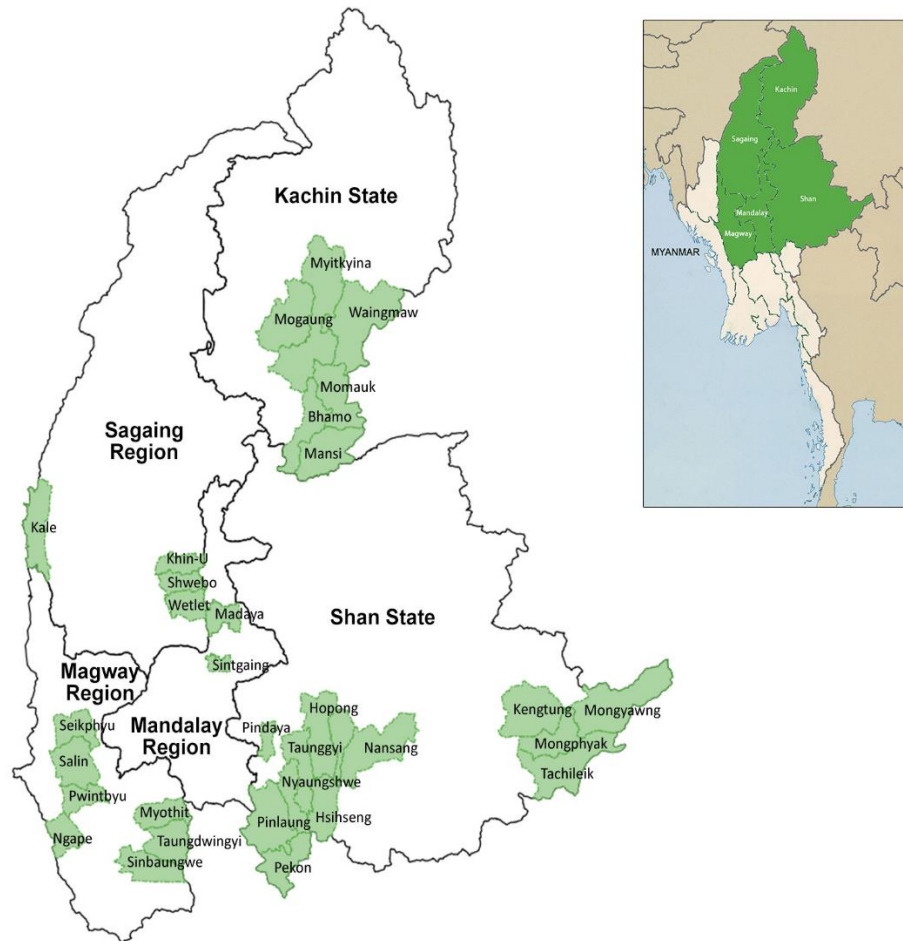 Kachin State
Myitkyina
Mogaung
Waingmaw
Momauk
Bhamo
Mansi
Sagaing
Region
Kale
Khin-U
Shwebo
Wetlet
Madaya
Sintgaing
Shan State
Magway
Region
Seikphyu
Salin
Pwintbyu
Ngape
Myothit
Taungdwingyi
Sinbaungwe
Mandalay
Region
Pindaya
Hopong
Taunggyi
Nansang
Nyaungshwe
Pinlaung
Hsihseng
Pekon
Kengtung
Mongyawng
Mongphyak
Tachileik
Kachin
Sagaing
Shan
Mandalay
Magway
MYANMAR